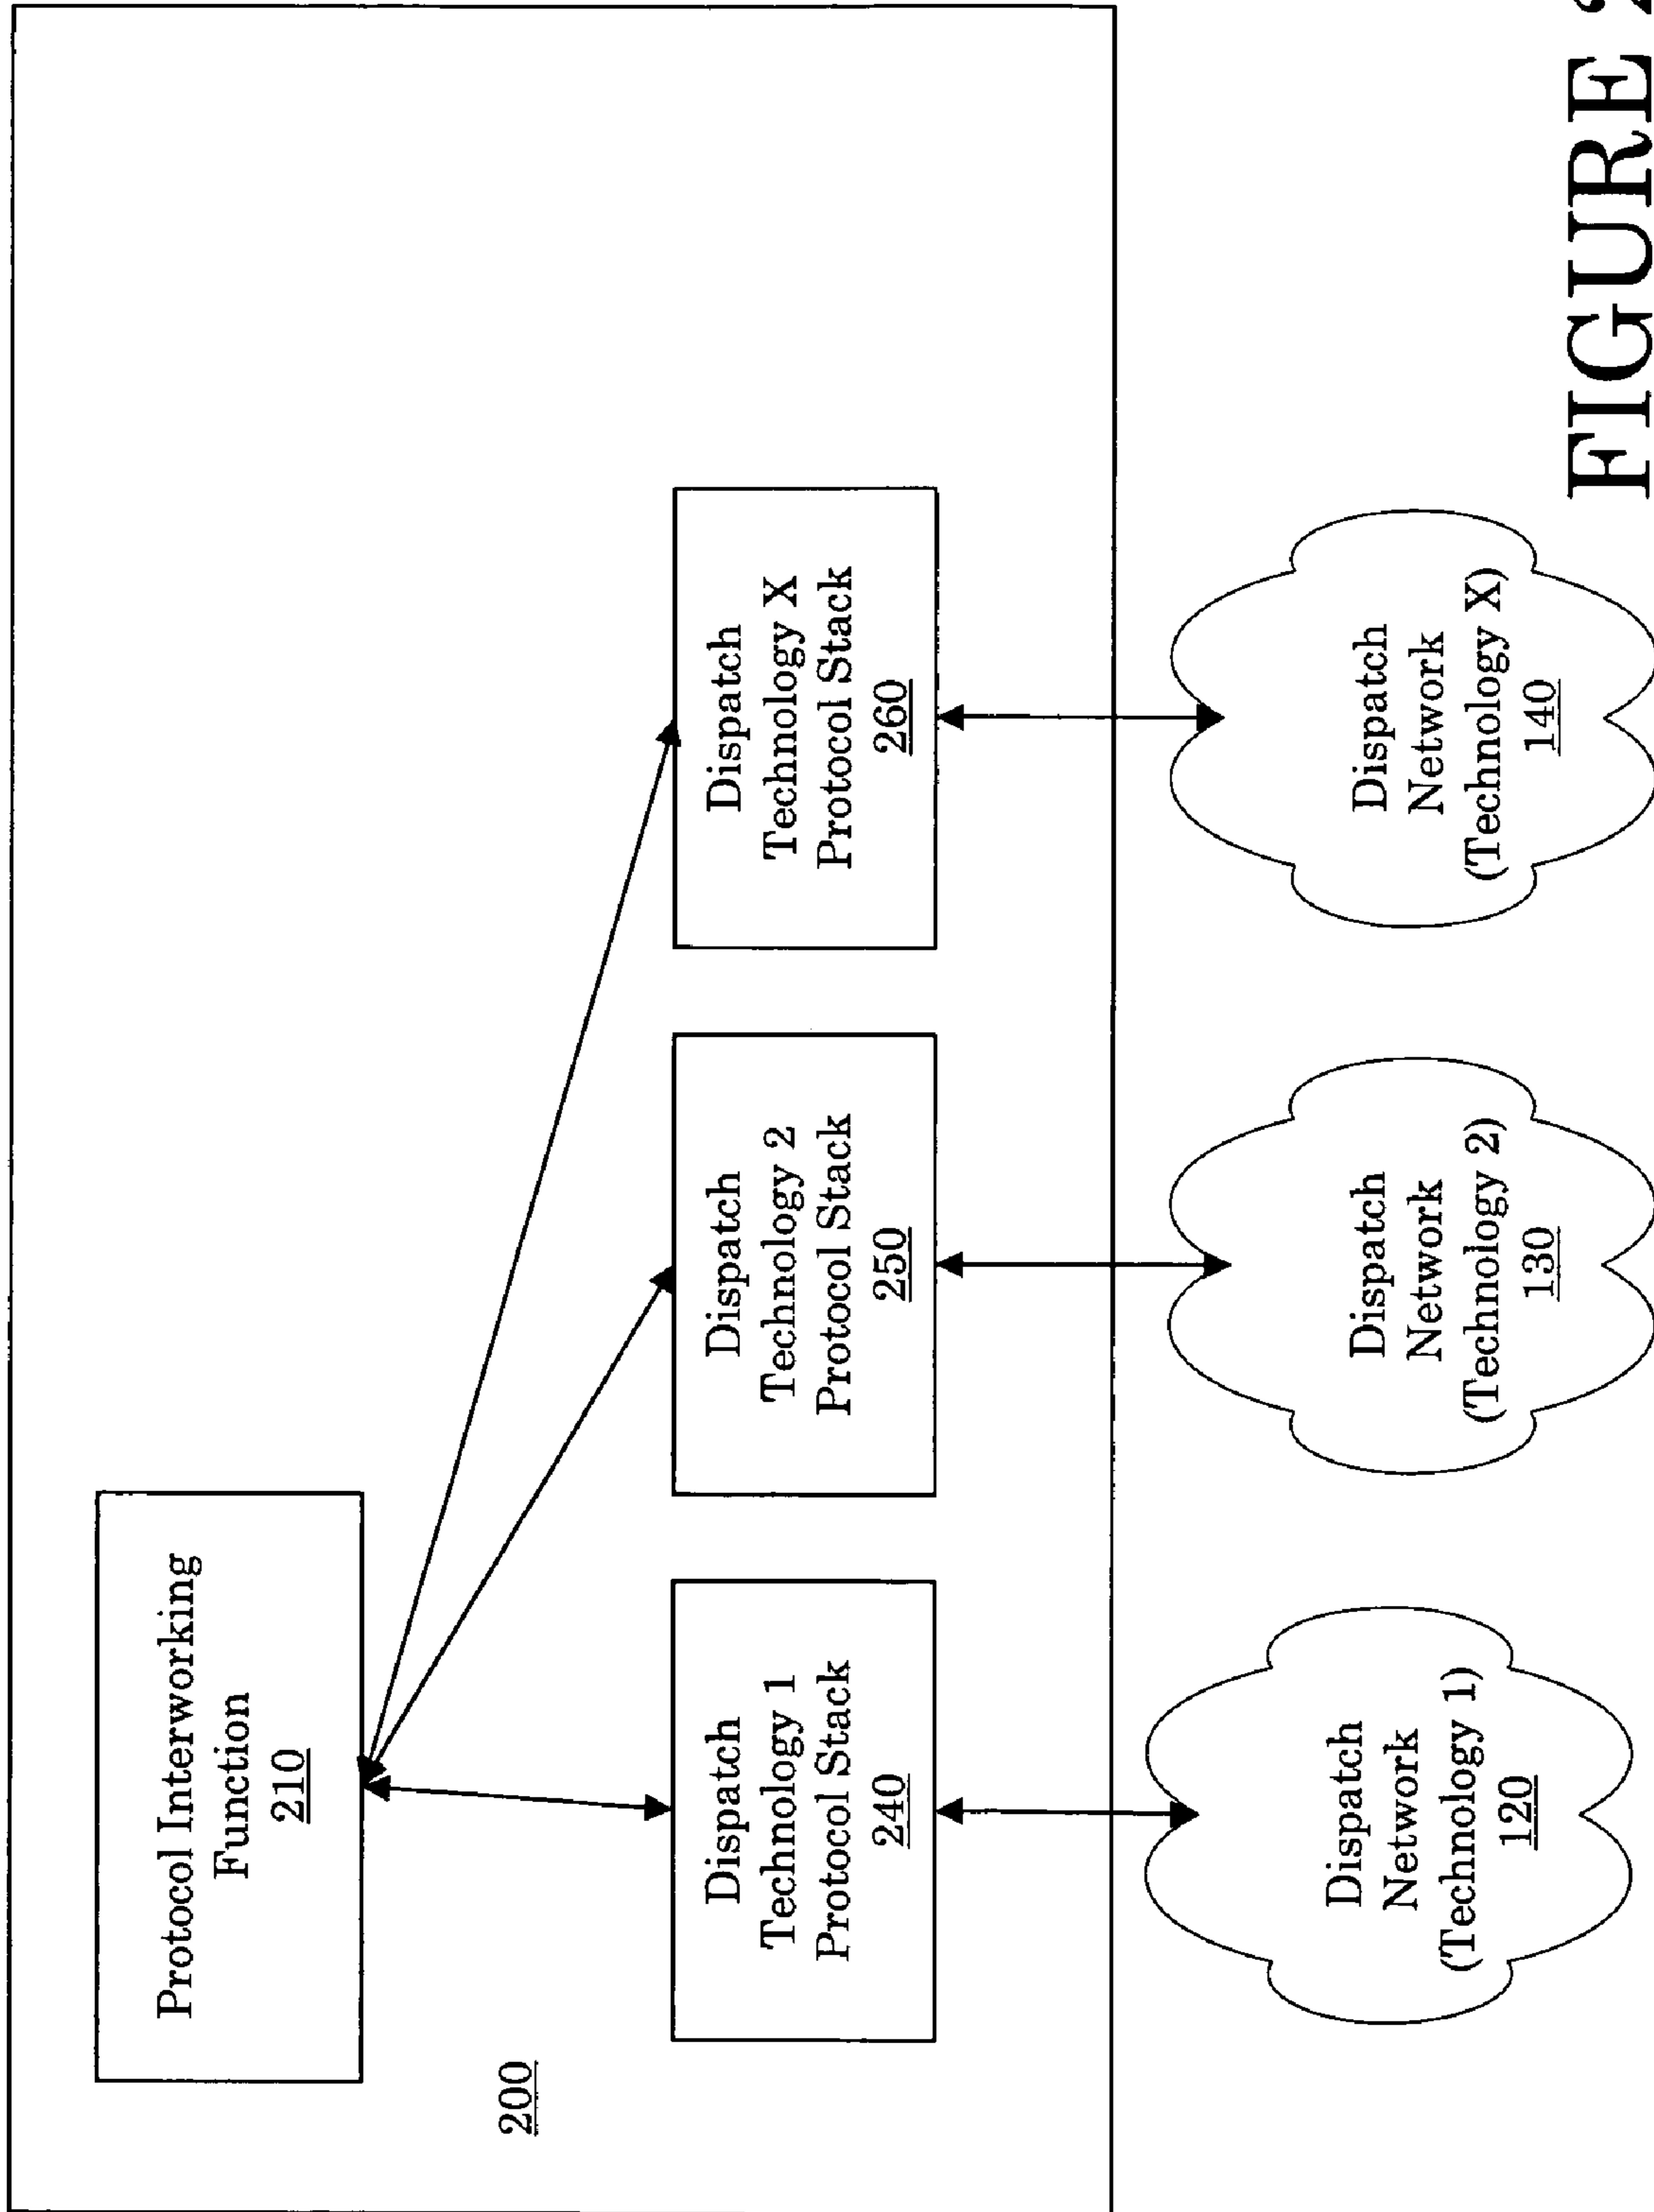 Protocol Interworking
Function
210
200
Dispatch
Technology 1
Protocol Stack
240
Dispatch
Technology 2
Protocol Stack
250
Dispatch
Technology X
Protocol Stack
260
Dispatch
Network
(Technology 1)
120
Dispatch
Network
(Technology 2)
130
Dispatch
Network
(Technology X)
140
FIGURE